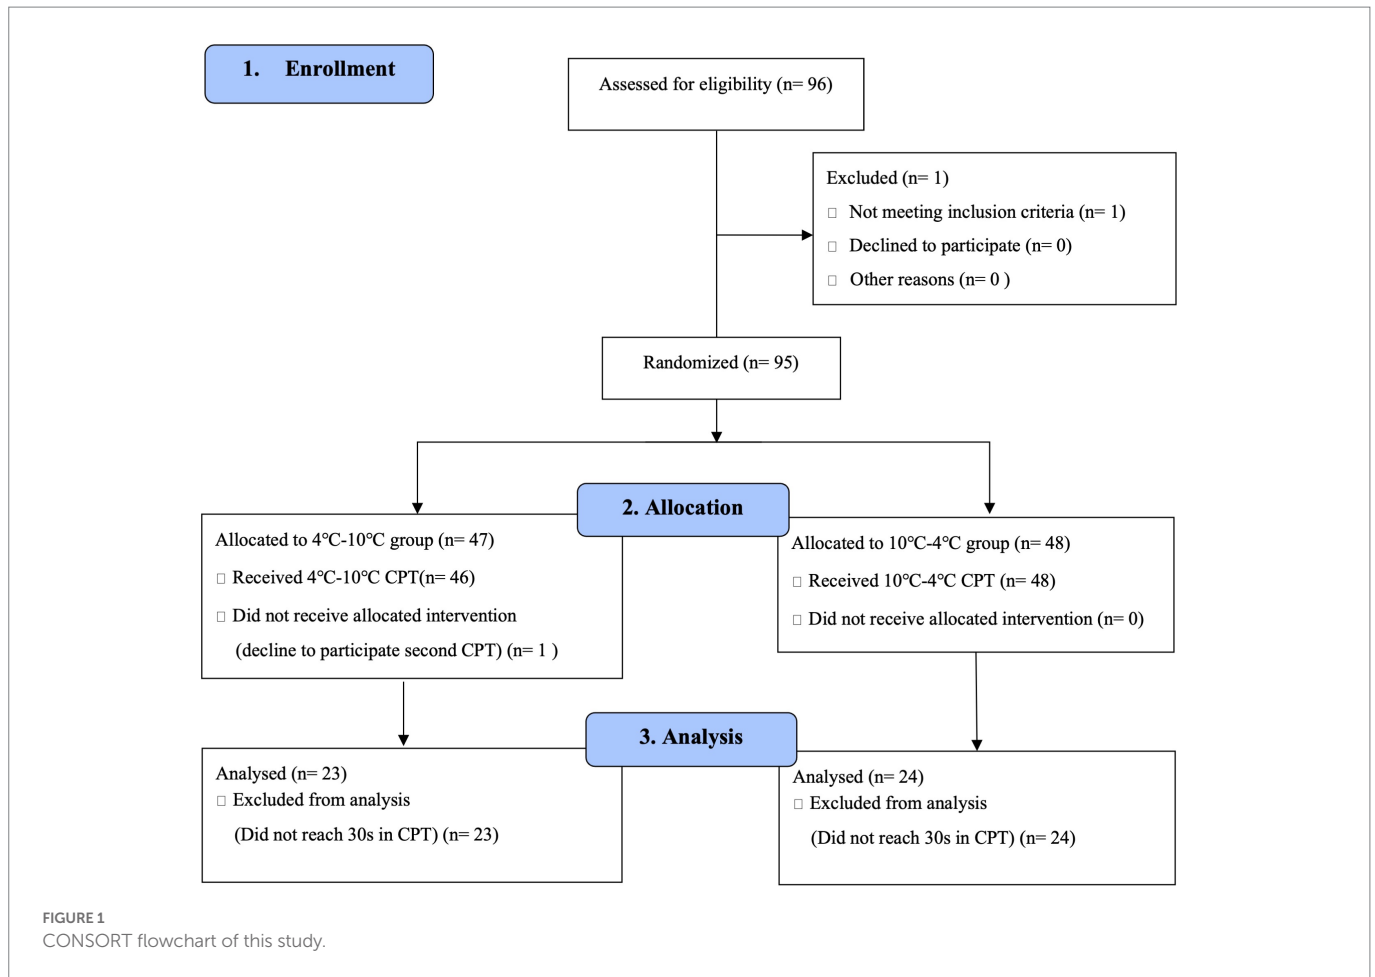 1. Enrollment
Assessed for eligibility (n= 96)
Excluded (n= 1)
□ Not meeting inclusion criteria (n= 1)
□ Declined to participate (n= 0)
□ Other reasons (n= 0 )
Randomized (n= 95)
2. Allocation
Allocated to 4℃-10℃ group (n= 47)
□ Received 4℃-10℃ CPT(n= 46)
□ Did not receive allocated intervention
(decline to participate second CPT) (n= 1 )
Allocated to 10℃-4℃ group (n= 48)
□ Received 10℃-4℃ CPT (n= 48)
□ Did not receive allocated intervention (n= 0)
3. Analysis
Analysed (n= 23)
□ Excluded from analysis
(Did not reach 30s in CPT) (n= 23)
Analysed (n= 24)
□ Excluded from analysis
(Did not reach 30s in CPT) (n= 24)
FIGURE 1
CONSORT flowchart of this study.